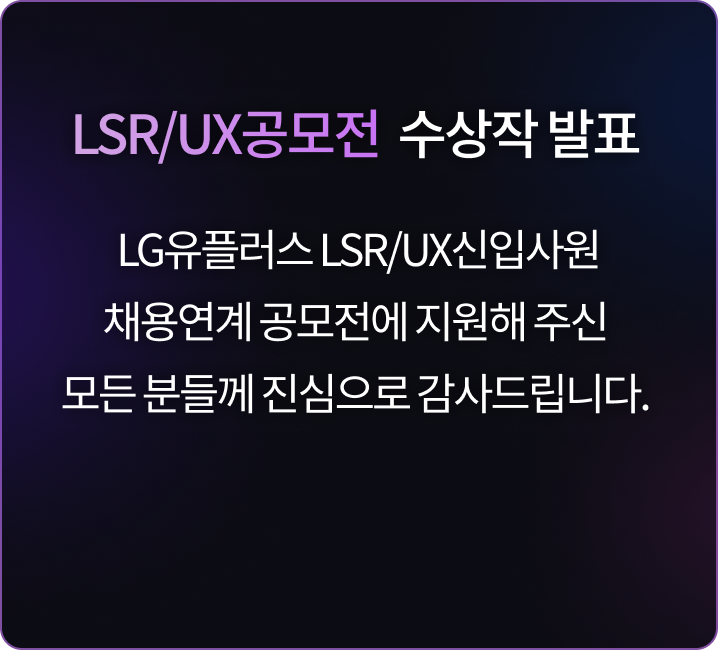 LSR/UX공모전 수상작 발표
LG유플러스 LSR/UX신입사원
채용연계 공모전에 지원해 주신
모든 분들께 진심으로 감사드립니다.